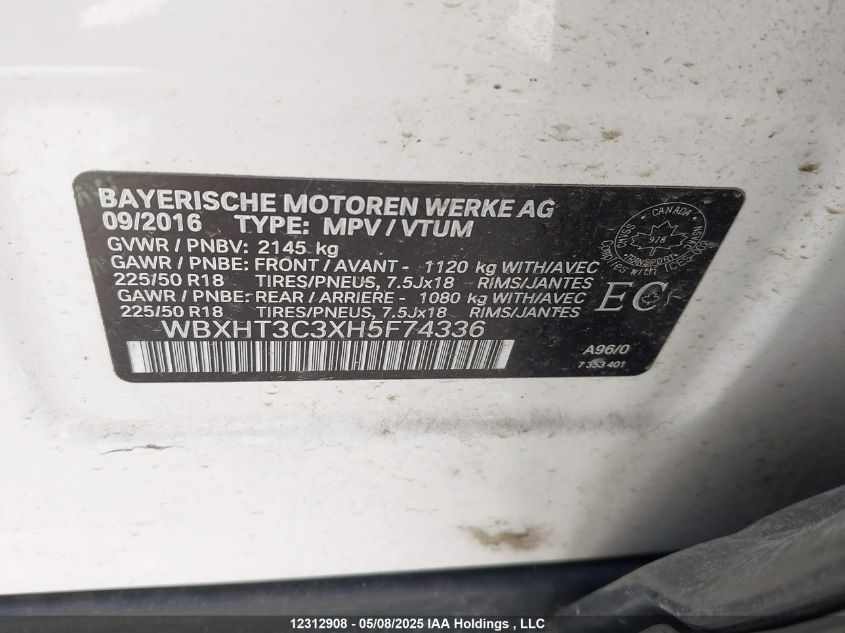 BAYERISCHE MOTOREN WERKE AG
09/2016 TYPE: MPV / VTUM
GVWR / PNBV: 2145 kg
GAWR / PNBE: FRONT / AVANT - 1120 kg WITH/AVEC
225/50 R18 TIRES/PNEUS, 7.5Jx18 RIMS/JANTES
GAWR / PNBE: REAR / ARRIERE - 1080 kg WITH/AVEC
225/50 R18 TIRES/PNEUS, 7.5Jx18 RIMS/JANTES
WBXHT3C3XH5F74336
CANADA
978
TRANSPORT
EC
A96/0
7 353 401
12312908 - 05/08/2025 IAA Holdings , LLC